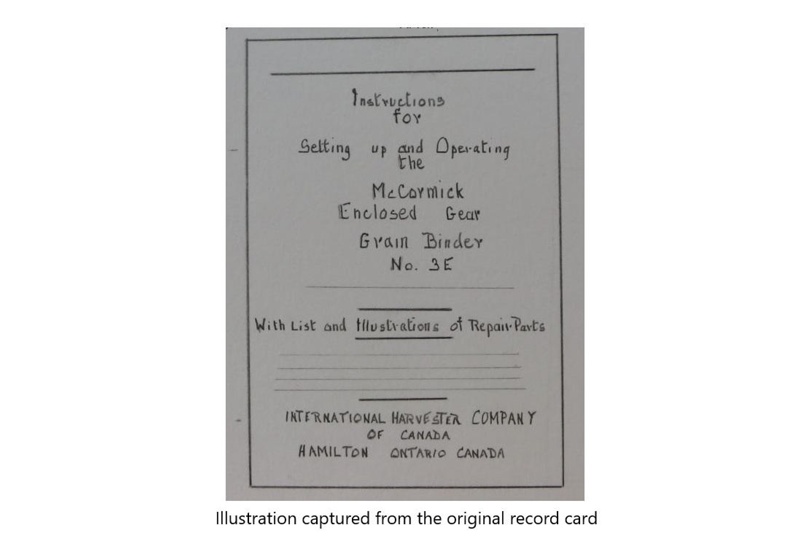 Instructions
for
Setting up and Operating
the
McCormick
Enclosed Gear
Grain Binder
No. 3E
With List and Illustrations of Repair Parts
INTERNATIONAL HARVESTER COMPANY
OF CANADA
HAMILTON ONTARIO CANADA
Illustration captured from the original record card